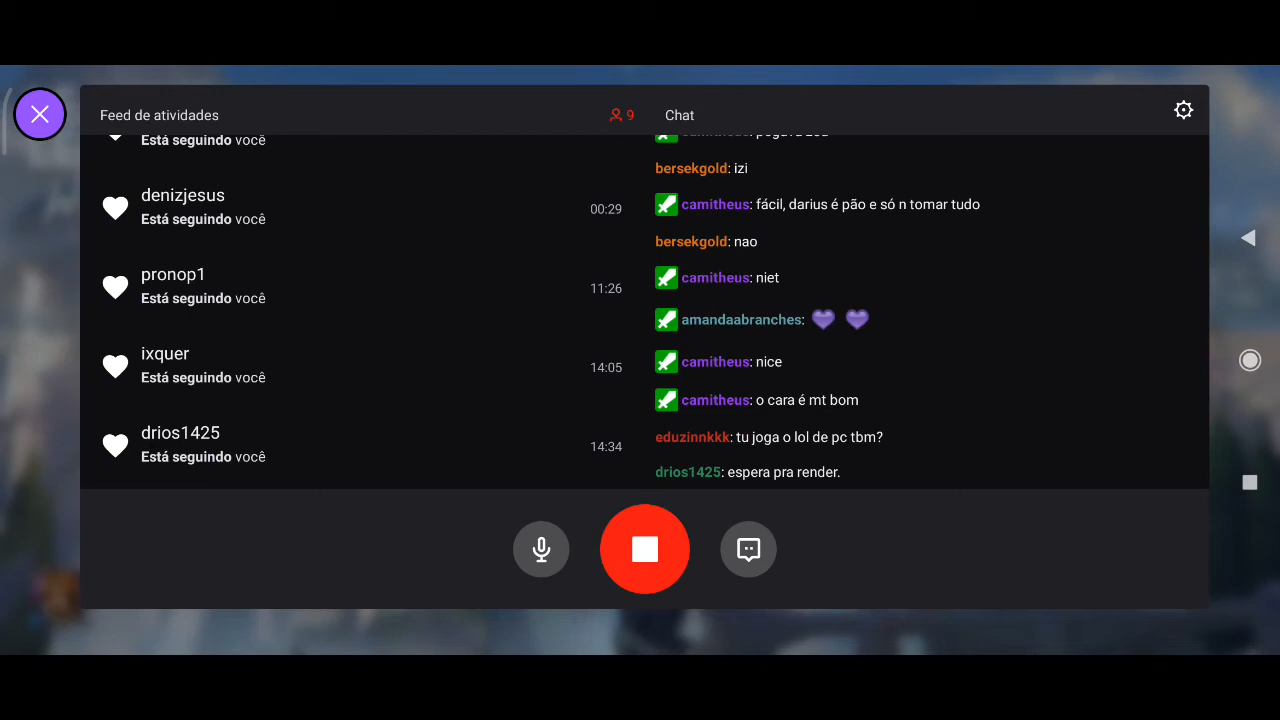 Feed de atividades
9
Está seguindo você
denizjesus
Está seguindo você
00:29
pronop1
Está seguindo você
11:26
ixquer
Está seguindo você
14:05
drios1425
Está seguindo você
14:34
Chat
bersekgold: izi
camitheus: fácil, darius é pão e só n tomar tudo
bersekgold: nao
camitheus: niet
amandaabranches:
camitheus: nice
camitheus: o cara é mt bom
eduzinnkkk: tu joga o lol de pc tbm?
drios1425: espera pra render.